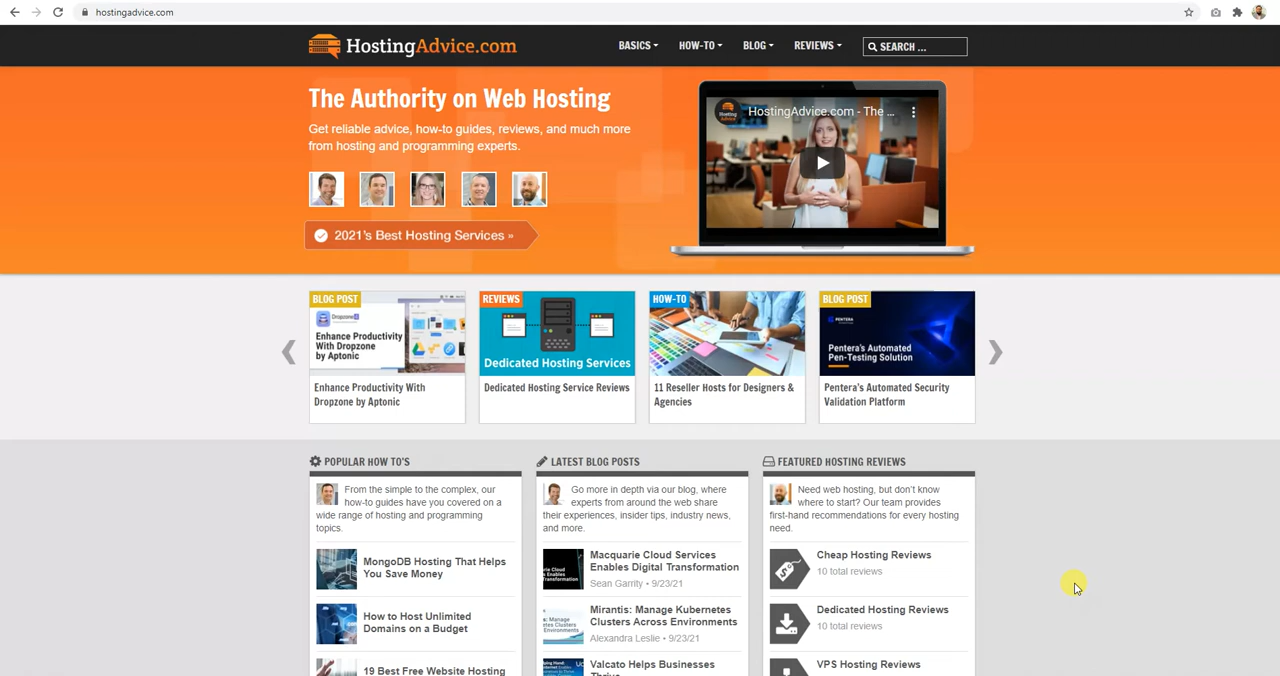 hostingadvice.com
HostingAdvice.com
BASICS
HOW-TO
BLOG
REVIEWS
SEARCH ...
The Authority on Web Hosting
Get reliable advice, how-to guides, reviews, and much more
from hosting and programming experts.
2021's Best Hosting Services »
HostingAdvice.com - The ...
BLOG POST
Dropzone 4
Enhance Productivity
With Dropzone
by Aptonic
Enhance Productivity With
Dropzone by Aptonic
REVIEWS
Dedicated Hosting Services
Dedicated Hosting Service Reviews
HOW-TO
11 Reseller Hosts for Designers &
Agencies
BLOG POST
PENTERA
Pentera's Automated
Pen-Testing Solution
Pentera's Automated Security
Validation Platform
POPULAR HOW TO'S
From the simple to the complex, our
how-to guides have you covered on a
wide range of hosting and programming
topics.
MongoDB Hosting That Helps
You Save Money
How to Host Unlimited
Domains on a Budget
19 Best Free Website Hosting
LATEST BLOG POSTS
Go more in depth via our blog, where
experts from around the web share
their experiences, insider tips, industry news,
and more.
Macquarie Cloud Services
Enables Digital Transformation
Sean Garrity • 9/23/21
Mirantis: Manage Kubernetes
Clusters Across Environments
Alexandra Leslie • 9/23/21
Valcato Helps Businesses
FEATURED HOSTING REVIEWS
Need web hosting, but don't know
where to start? Our team provides
first-hand recommendations for every hosting
need.
Cheap Hosting Reviews
10 total reviews
Dedicated Hosting Reviews
10 total reviews
VPS Hosting Reviews